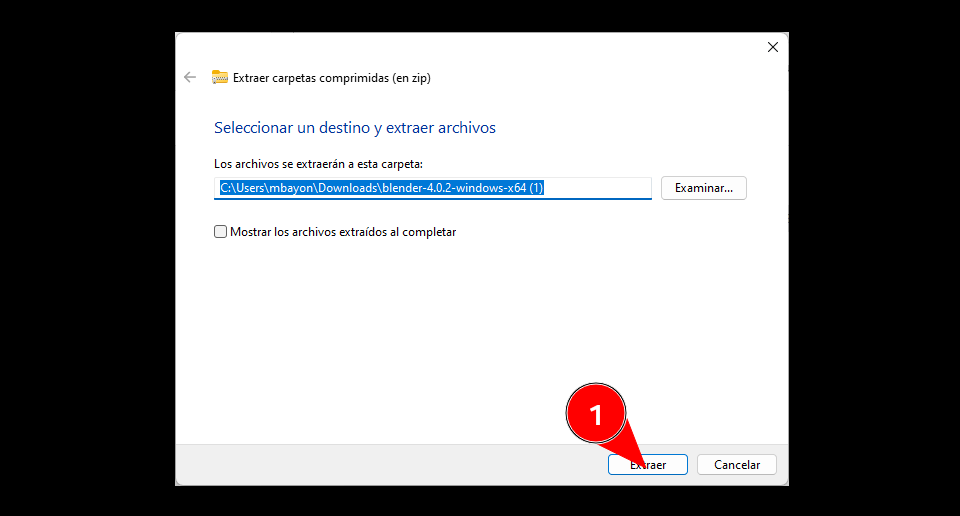 Extraer carpetas comprimidas (en zip)
Seleccionar un destino y extraer archivos
Los archivos se extraerán a esta carpeta:
C:\Users\mbayon\Downloads\blender-4.0.2-windows-x64 (1)
Examinar...
Mostrar los archivos extraídos al completar
1
Extraer
Cancelar